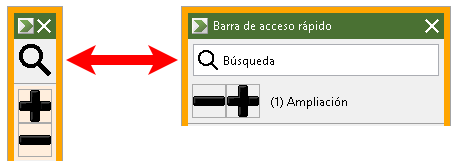 Barra de acceso rápido
Búsqueda
(1) Ampliación